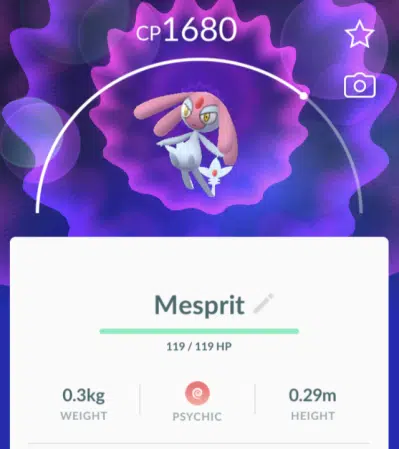 CP1680
Mesprit
119 / 119 HP
0.3kg
WEIGHT
PSYCHIC
0.29m
HEIGHT